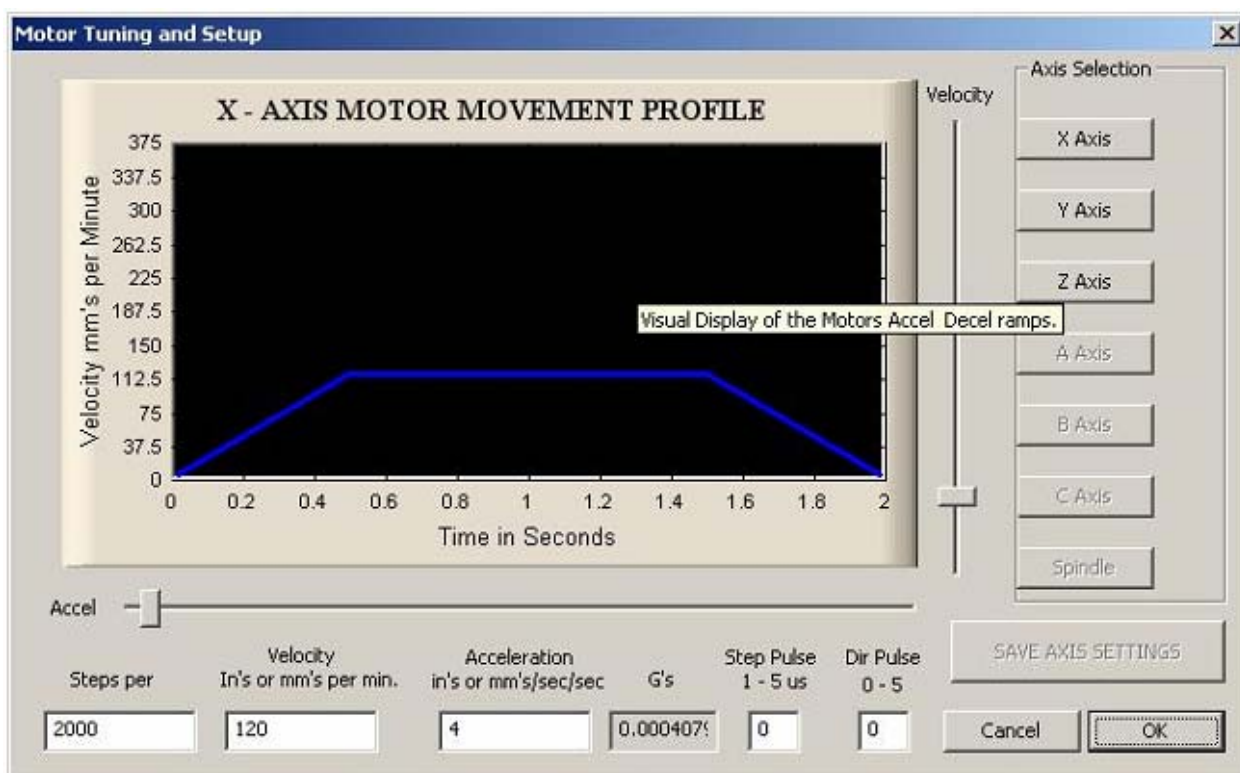 Motor Tuning and Setup
X - AXIS MOTOR MOVEMENT PROFILE
Velocity mm's per Minute
375
337.5
300
262.5
225
187.5
150
112.5
75
37.5
0
0 0.2 0.4 0.6 0.8 1 1.2 1.4 1.6 1.8 2
Time in Seconds
Visual Display of the Motors Accel Decel ramps.
Velocity
Axis Selection
X Axis
Y Axis
Z Axis
A Axis
B Axis
C Axis
Spindle
Accel
Steps per
Velocity
In's or mm's per min.
Acceleration
in's or mm's/sec/sec
G's
Step Pulse
1 - 5 us
Dir Pulse
0 - 5
2000
120
4
0.0004079
0
0
SAVE AXIS SETTINGS
Cancel
OK